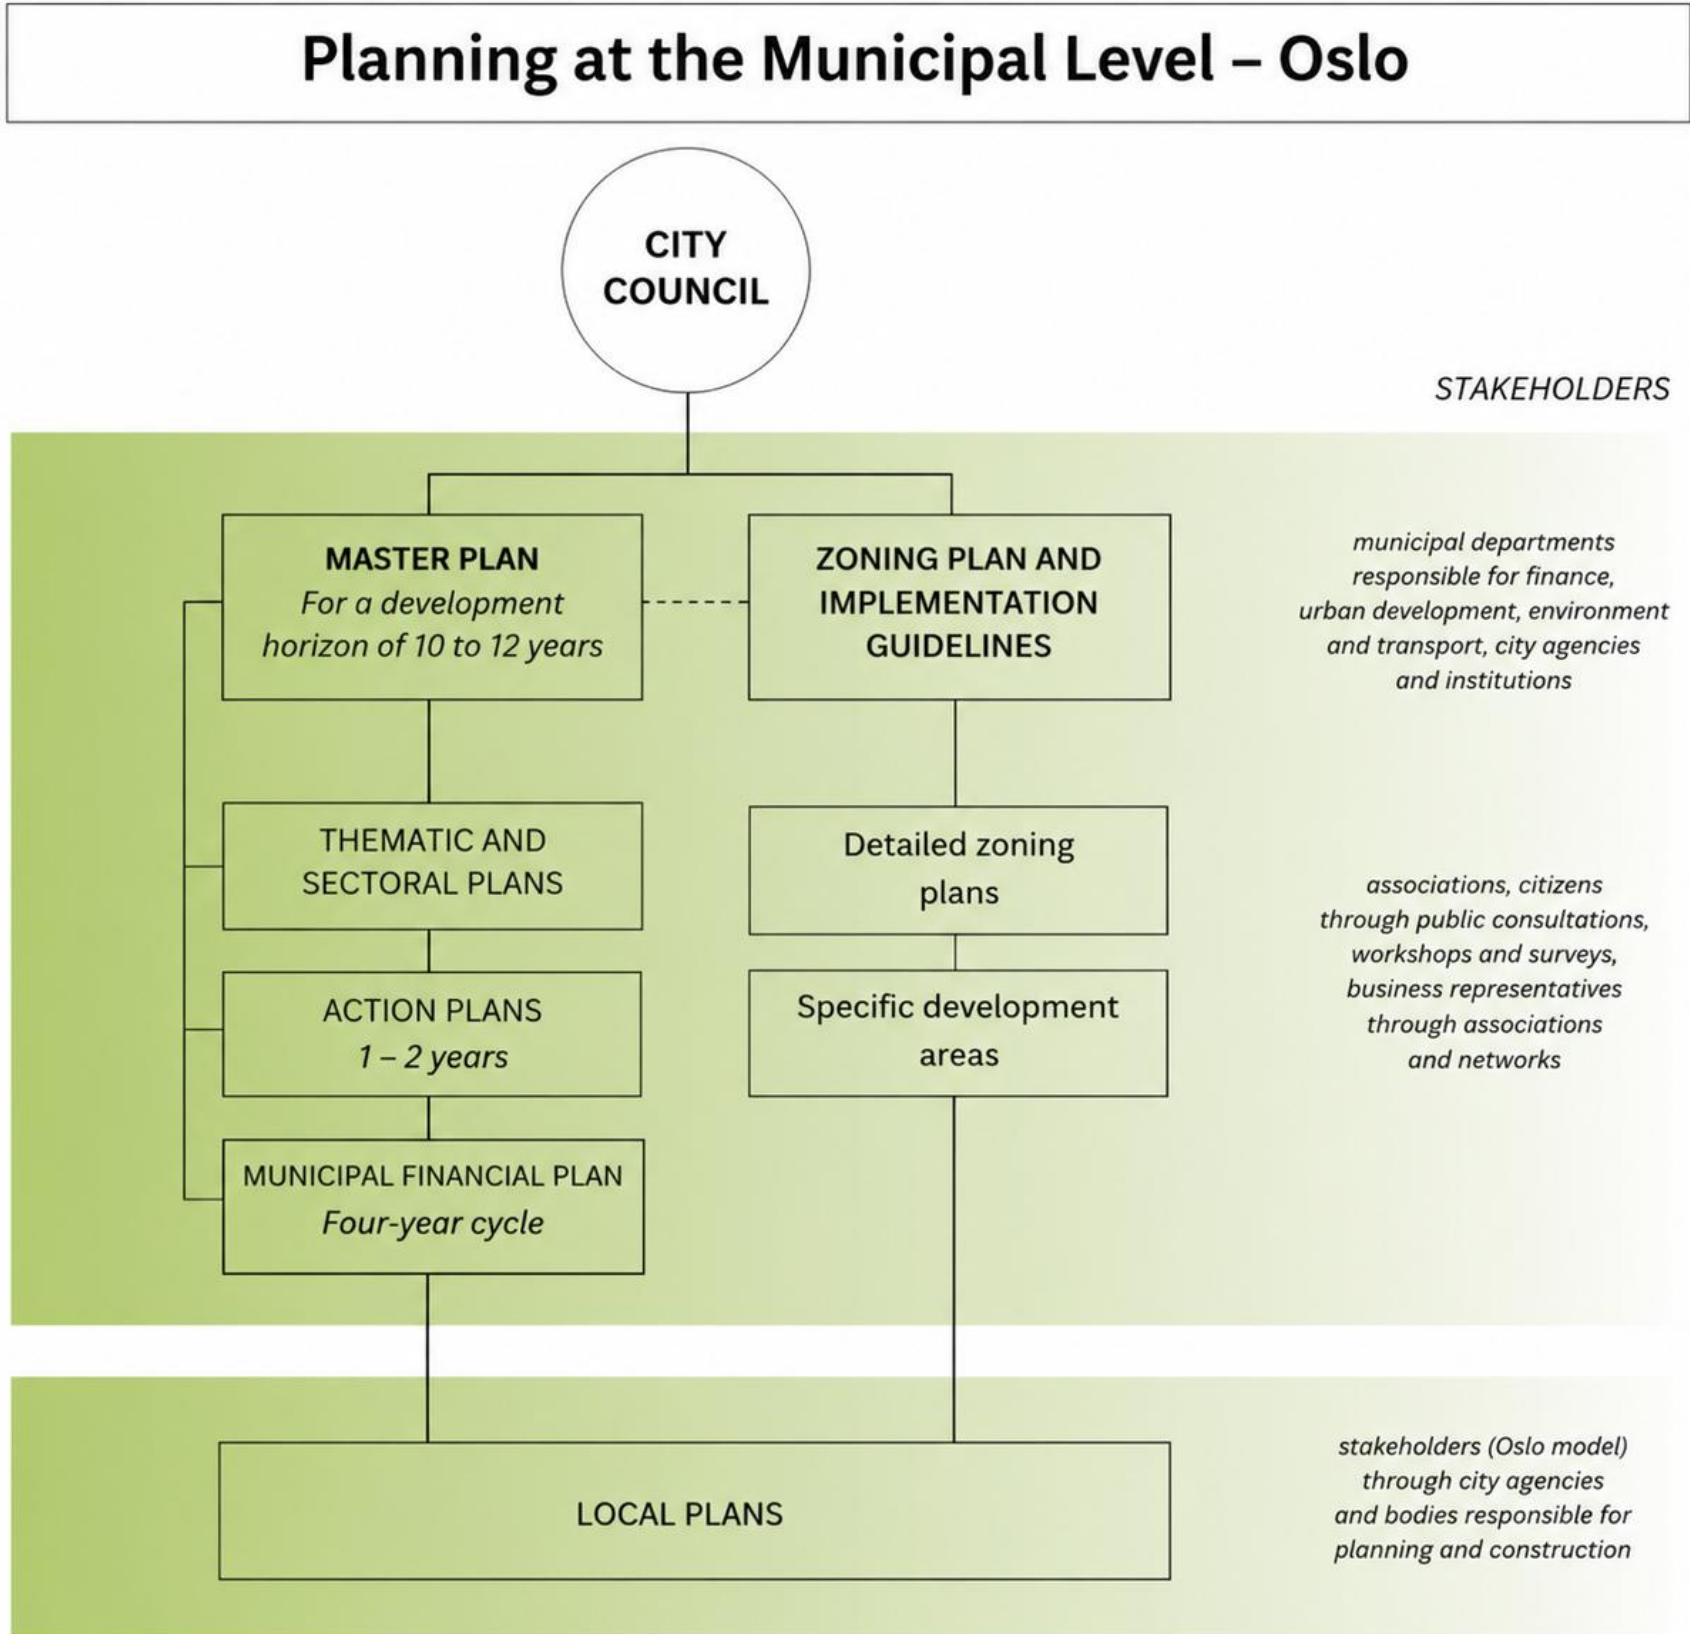 Planning at the Municipal Level – Oslo
CITY
COUNCIL
STAKEHOLDERS
MASTER PLAN
For a development
horizon of 10 to 12 years
ZONING PLAN AND
IMPLEMENTATION
GUIDELINES
municipal departments
responsible for finance,
urban development, environment
and transport, city agencies
and institutions
THEMATIC AND
SECTORAL PLANS
Detailed zoning
plans
associations, citizens
through public consultations,
workshops and surveys,
business representatives
through associations
and networks
ACTION PLANS
1 – 2 years
Specific development
areas
MUNICIPAL FINANCIAL PLAN
Four-year cycle
LOCAL PLANS
stakeholders (Oslo model)
through city agencies
and bodies responsible for
planning and construction